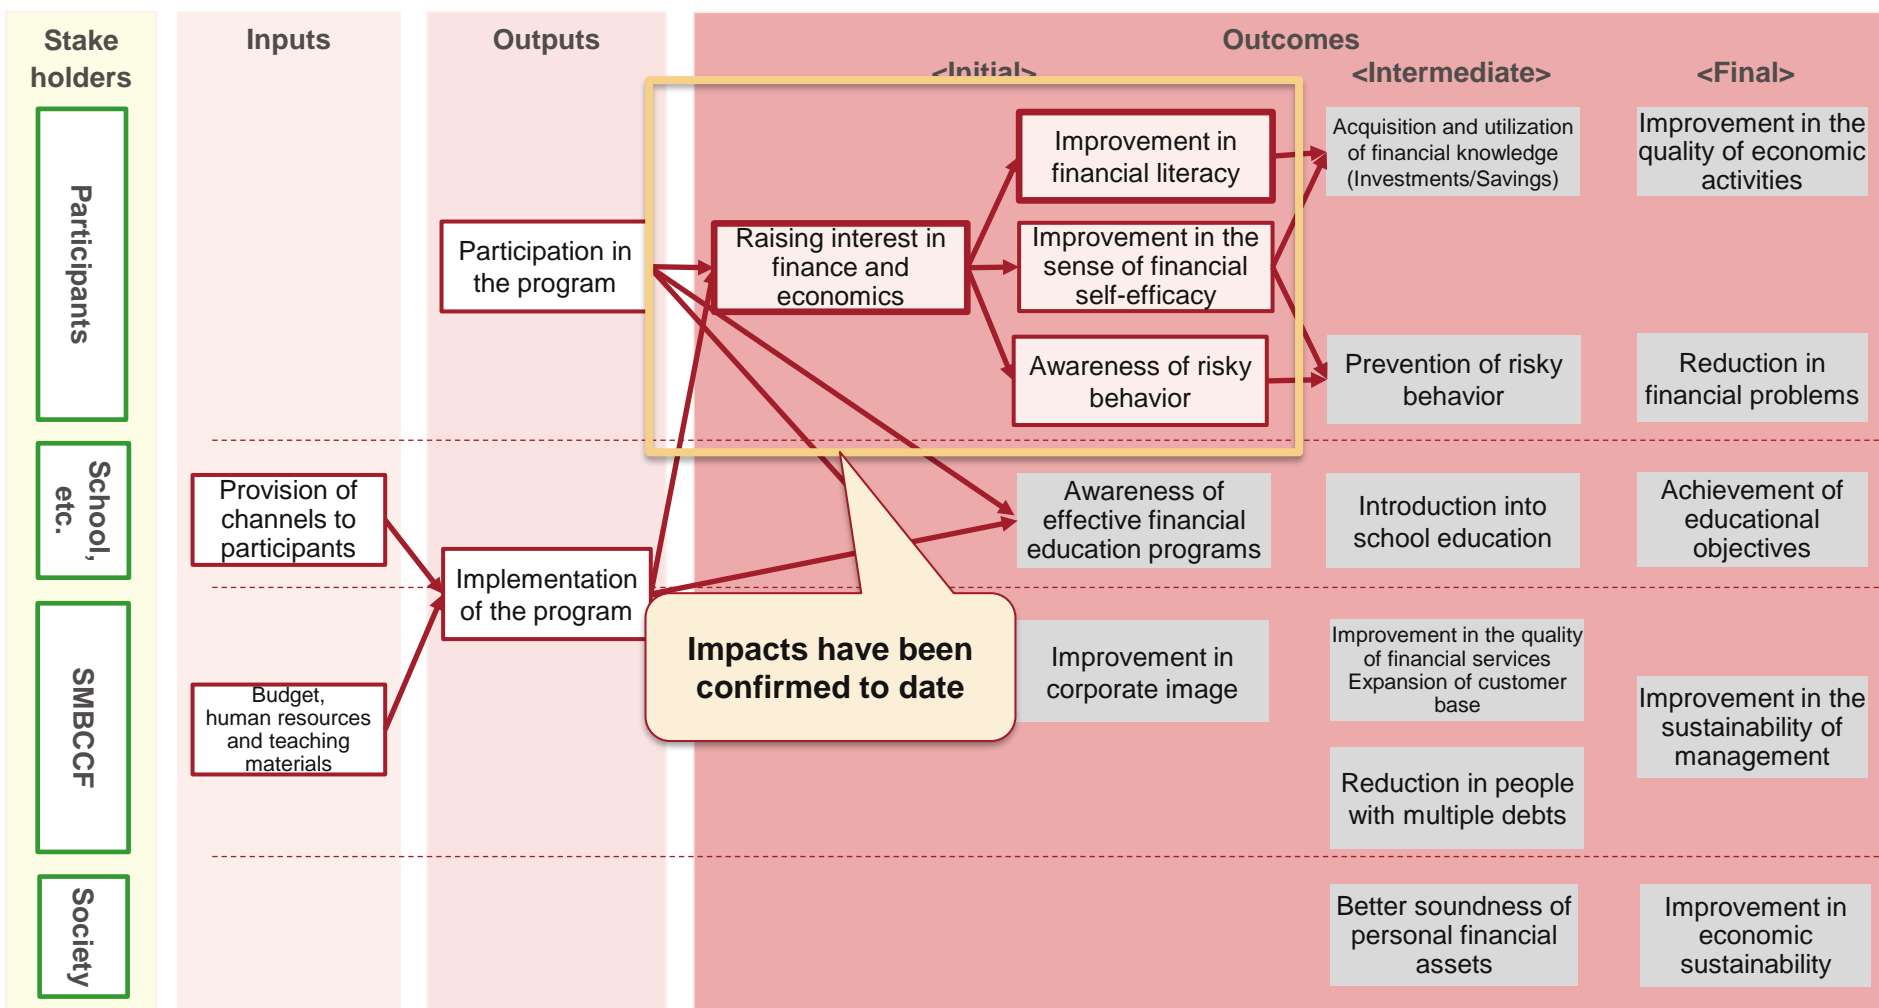 Stake
holders
Inputs
Outputs
Outcomes
<Initial>
<Intermediate>
<Final>
Participants
Participation in
the program
Raising interest in
finance and
economics
Improvement in
financial literacy
Improvement in the
sense of financial
self-efficacy
Awareness of risky
behavior
Acquisition and utilization
of financial knowledge
(Investments/Savings)
Prevention of risky
behavior
Improvement in the
quality of economic
activities
Reduction in
financial problems
School,
etc.
Provision of
channels to
participants
Implementation
of the program
Awareness of
effective financial
education programs
Introduction into
school education
Achievement of
educational
objectives
SMBCCF
Budget,
human resources
and teaching
materials
Impacts have been
confirmed to date
Improvement in
corporate image
Improvement in the quality
of financial services
Expansion of customer
base
Reduction in people
with multiple debts
Improvement in the
sustainability of
management
Society
Better soundness of
personal financial
assets
Improvement in
economic
sustainability